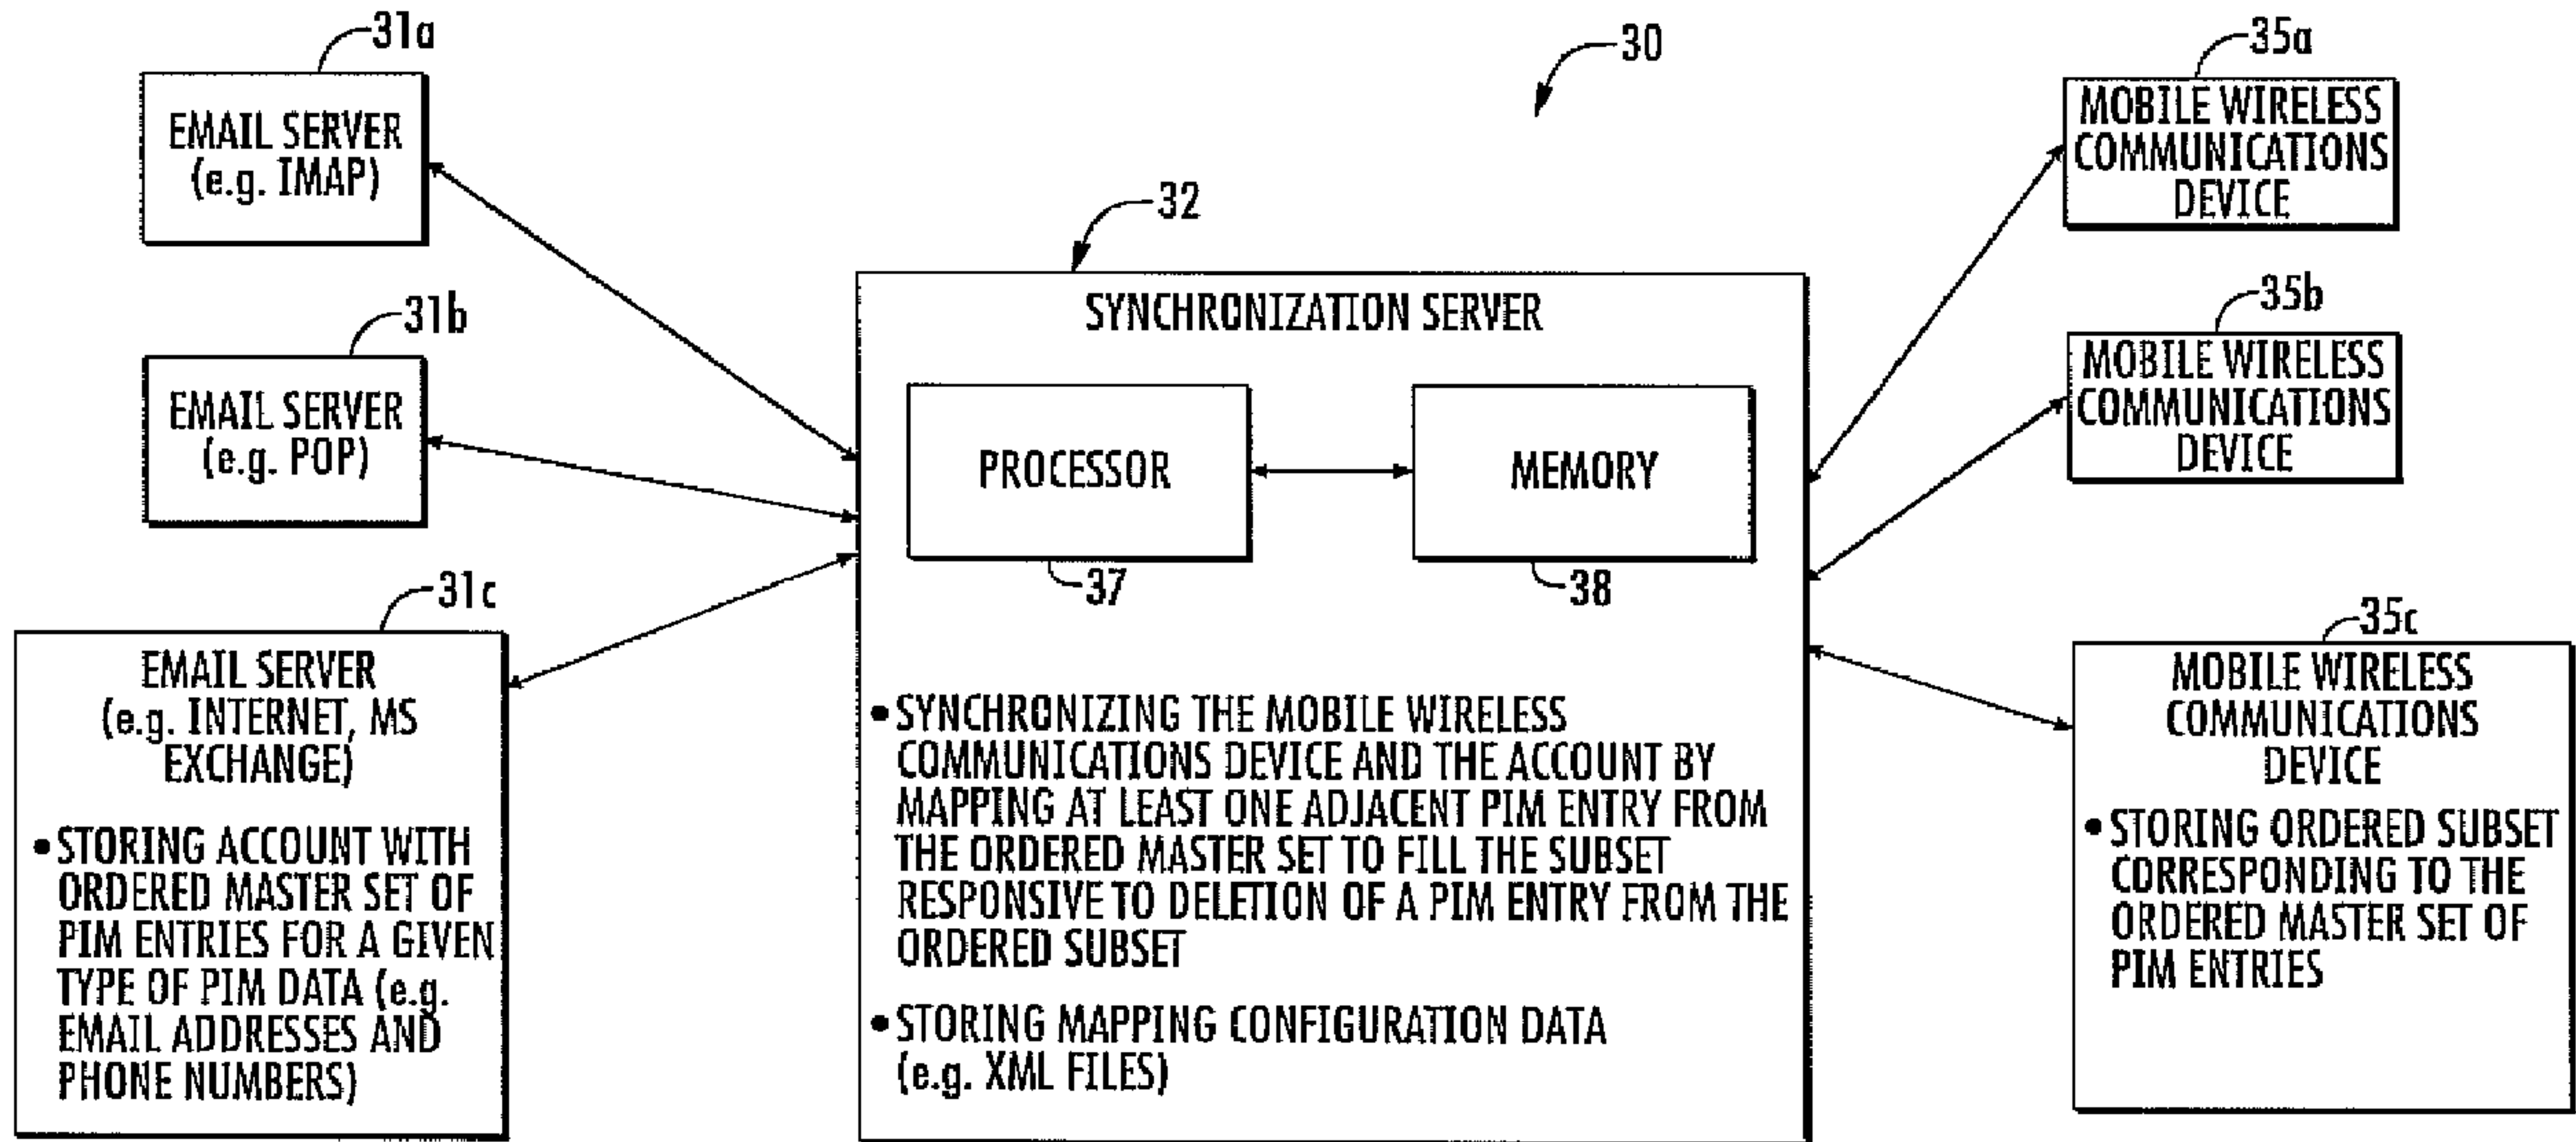 31a
EMAIL SERVER
(e.g. IMAP)
31b
EMAIL SERVER
(e.g. POP)
31c
EMAIL SERVER
(e.g. INTERNET, MS
EXCHANGE)
• STORING ACCOUNT WITH
ORDERED MASTER SET OF
PIM ENTRIES FOR A GIVEN
TYPE OF PIM DATA (e.g.
EMAIL ADDRESSES AND
PHONE NUMBERS)
30
32
SYNCHRONIZATION SERVER
PROCESSOR
37
MEMORY
38
• SYNCHRONIZING THE MOBILE WIRELESS
COMMUNICATIONS DEVICE AND THE ACCOUNT BY
MAPPING AT LEAST ONE ADJACENT PIM ENTRY FROM
THE ORDERED MASTER SET TO FILL THE SUBSET
RESPONSIVE TO DELETION OF A PIM ENTRY FROM THE
ORDERED SUBSET
• STORING MAPPING CONFIGURATION DATA
(e.g. XML FILES)
35a
MOBILE WIRELESS
COMMUNICATIONS
DEVICE
35b
MOBILE WIRELESS
COMMUNICATIONS
DEVICE
35c
MOBILE WIRELESS
COMMUNICATIONS
DEVICE
• STORING ORDERED SUBSET
CORRESPONDING TO THE
ORDERED MASTER SET OF
PIM ENTRIES